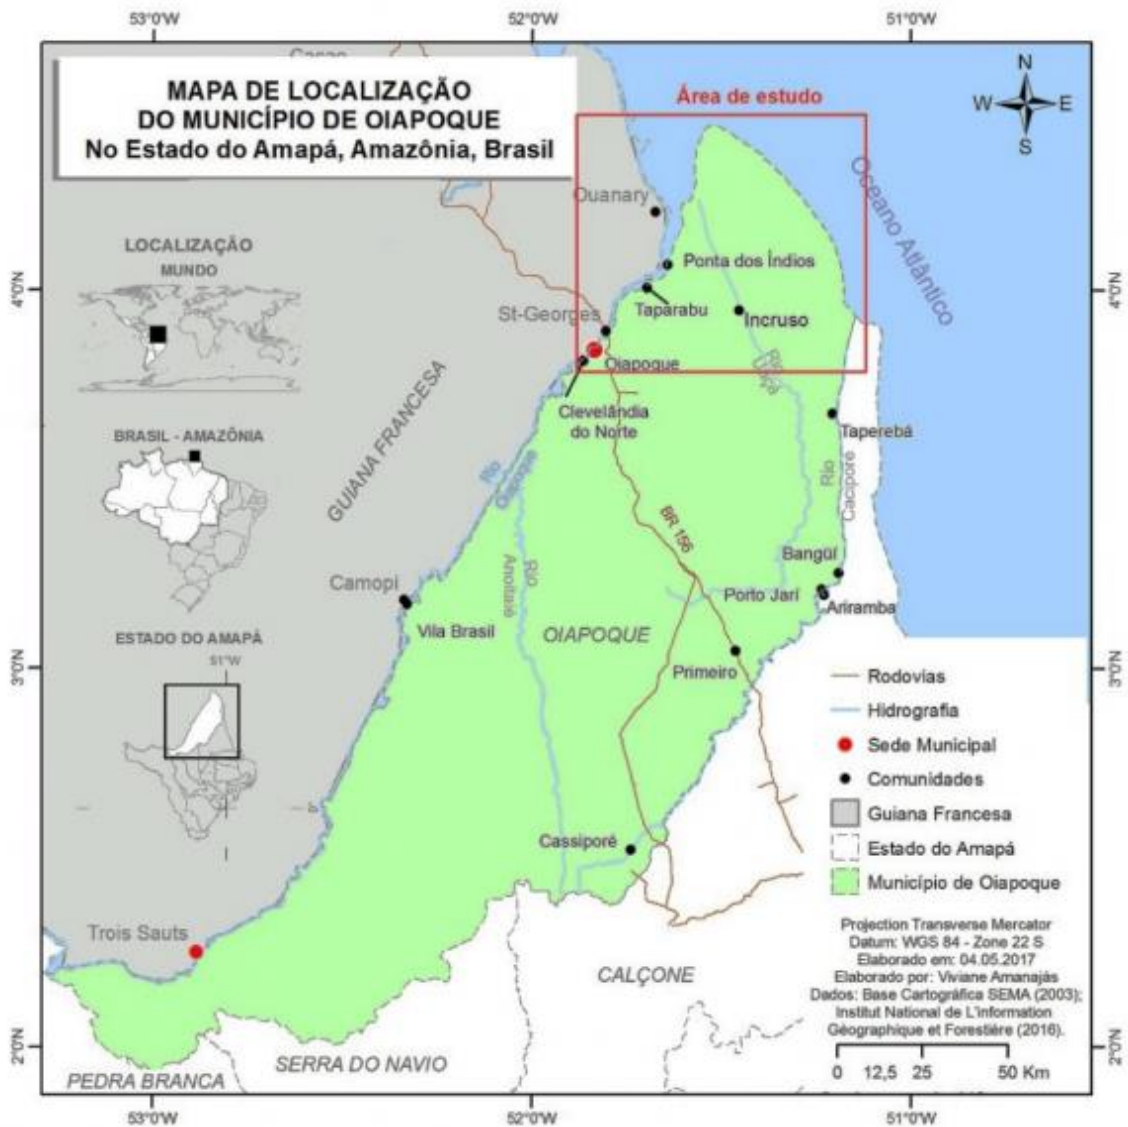 53°0'W
52°0'W
51°0'W
MAPA DE LOCALIZAÇÃO
DO MUNICÍPIO DE OIAPOQUE
No Estado do Amapá, Amazônia, Brasil
Área de estudo
N
W
E
S
Ouanary
Oceano Atlântico
LOCALIZAÇÃO
MUNDO
Ponta dos Índios
4°0'N
4°0'N
Taparabu
St-Georges
Incruso
Rio
Uaçá
Oiapoque
Clevelândia
do Norte
GUIANA FRANCESA
Taperebá
BRASIL - AMAZÔNIA
Rio
Oiapoque
Rio
Caciporé
BR 156
Bangüí
Rio
Anoitaié
Camopi
Porto Jarí
Ariramba
Vila Brasil
OIAPOQUE
ESTADO DO AMAPÁ
51°W
3°0'N
3°0'N
Primeiro
Rodovias
Hidrografia
Sede Municipal
Comunidades
Guiana Francesa
Estado do Amapá
Município de Oiapoque
Cassiporê
Trois Sauts
CALÇONE
Projection Transverse Mercator
Datum: WGS 84 - Zone 22 S
Elaborado em: 04.05.2017
Elaborado por: Viviane Amanajás
Dados: Base Cartográfica SEMA (2003);
Institut National de L'information
Géographique et Forestière (2016).
2°0'N
2°0'N
SERRA DO NAVIO
PEDRA BRANCA
0 12,5 25 50 Km
53°0'W
52°0'W
51°0'W